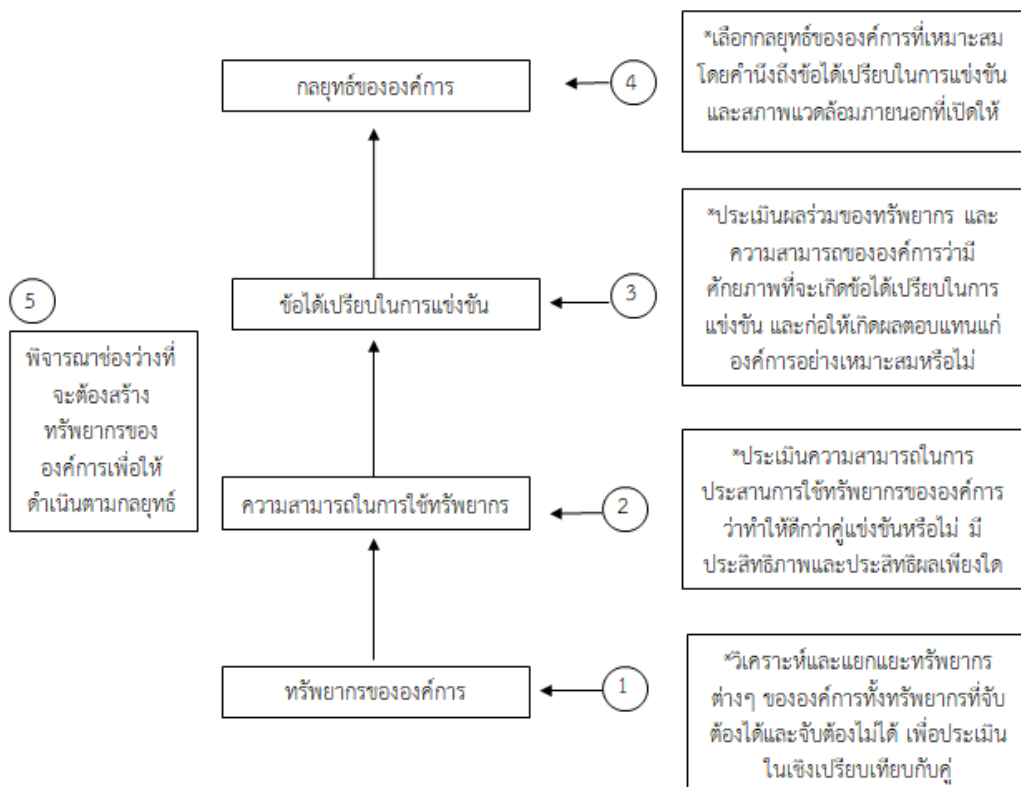 *เลือกกลยุทธ์ขององค์การที่เหมาะสม
โดยคำนึงถึงข้อได้เปรียบในการแข่งขัน
และสภาพแวดล้อมภายนอกที่เปิดให้
4
กลยุทธ์ขององค์การ
*ประเมินผลร่วมของทรัพยากร และ
ความสามารถขององค์การว่ามี
ศักยภาพที่จะเกิดข้อได้เปรียบในการ
แข่งขัน และก่อให้เกิดผลตอบแทนแก่
องค์การอย่างเหมาะสมหรือไม่
3
ข้อได้เปรียบในการแข่งขัน
5
พิจารณาช่องว่างที่
จะต้องสร้าง
ทรัพยากรของ
องค์การเพื่อให้
ดำเนินตามกลยุทธ์
*ประเมินความสามารถในการ
ประสานการใช้ทรัพยากรขององค์การ
ว่าทำให้ดีกว่าคู่แข่งขันหรือไม่ มี
ประสิทธิภาพและประสิทธิผลเพียงใด
2
ความสามารถในการใช้ทรัพยากร
*วิเคราะห์และแยกแยะทรัพยากร
ต่างๆ ขององค์การทั้งทรัพยากรที่จับ
ต้องได้และจับต้องไม่ได้ เพื่อประเมิน
ในเชิงเปรียบเทียบกับคู่
1
ทรัพยากรขององค์การ